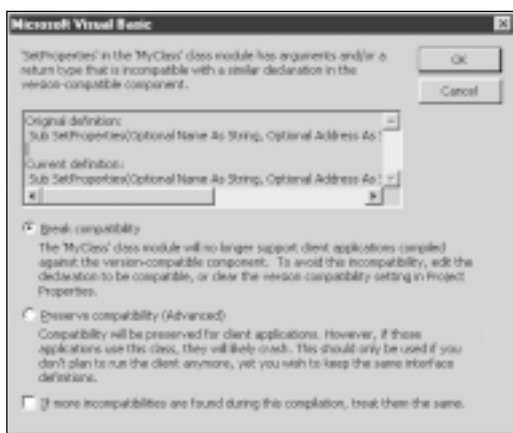 Microsoft Visual Basic
'SetProperties' in the 'MyClass' class module has arguments and/or a
return type that is incompatible with a similar declaration in the
version-compatible component.
OK
Cancel
Original definition:
Sub SetProperties(Optional Name As String, Optional Address As S
Current definition:
Sub SetProperties(Optional Name As String, Optional Address As S
Break compatibility
The 'MyClass' class module will no longer support client applications compiled
against the version-compatible component. To avoid this incompatibility, edit the
declaration to be compatible, or clear the version compatibility setting in Project
Properties.
Preserve compatibility (Advanced)
Compatibility will be preserved for client applications. However, if those
applications use this class, they will likely crash. This should only be used if you
don't plan to run the client anymore, yet you wish to keep the same interface
definitions.
If more incompatibilities are found during this compilation, treat them the same.